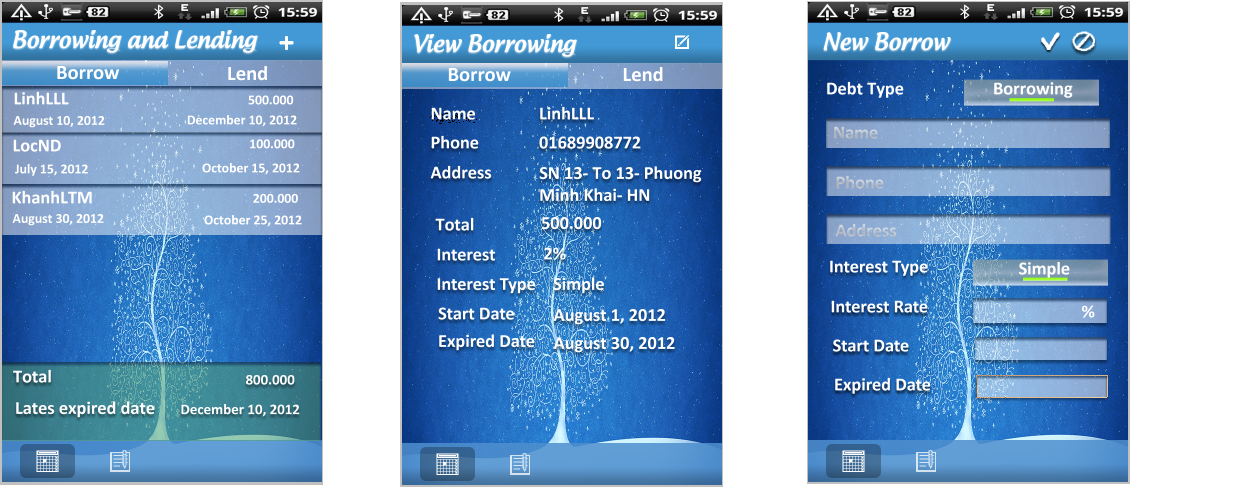 82 E 15:59
Borrowing and Lending +
Borrow Lend
LinhLLL 500.000
August 10, 2012 December 10, 2012
LocND 100.000
July 15, 2012 October 15, 2012
KhanhLTM 200.000
August 30, 2012 October 25, 2012
Total 800.000
Lates expired date December 10, 2012
82 E 15:59
View Borrowing
Borrow Lend
Name LinhLLL
Phone 01689908772
Address SN 13- To 13- Phuong
Minh Khai- HN
Total 500.000
Interest 2%
Interest Type Simple
Start Date August 1, 2012
Expired Date August 30, 2012
82 E 15:59
New Borrow
Debt Type Borrowing
Name
Phone
Address
Interest Type Simple
Interest Rate %
Start Date
Expired Date